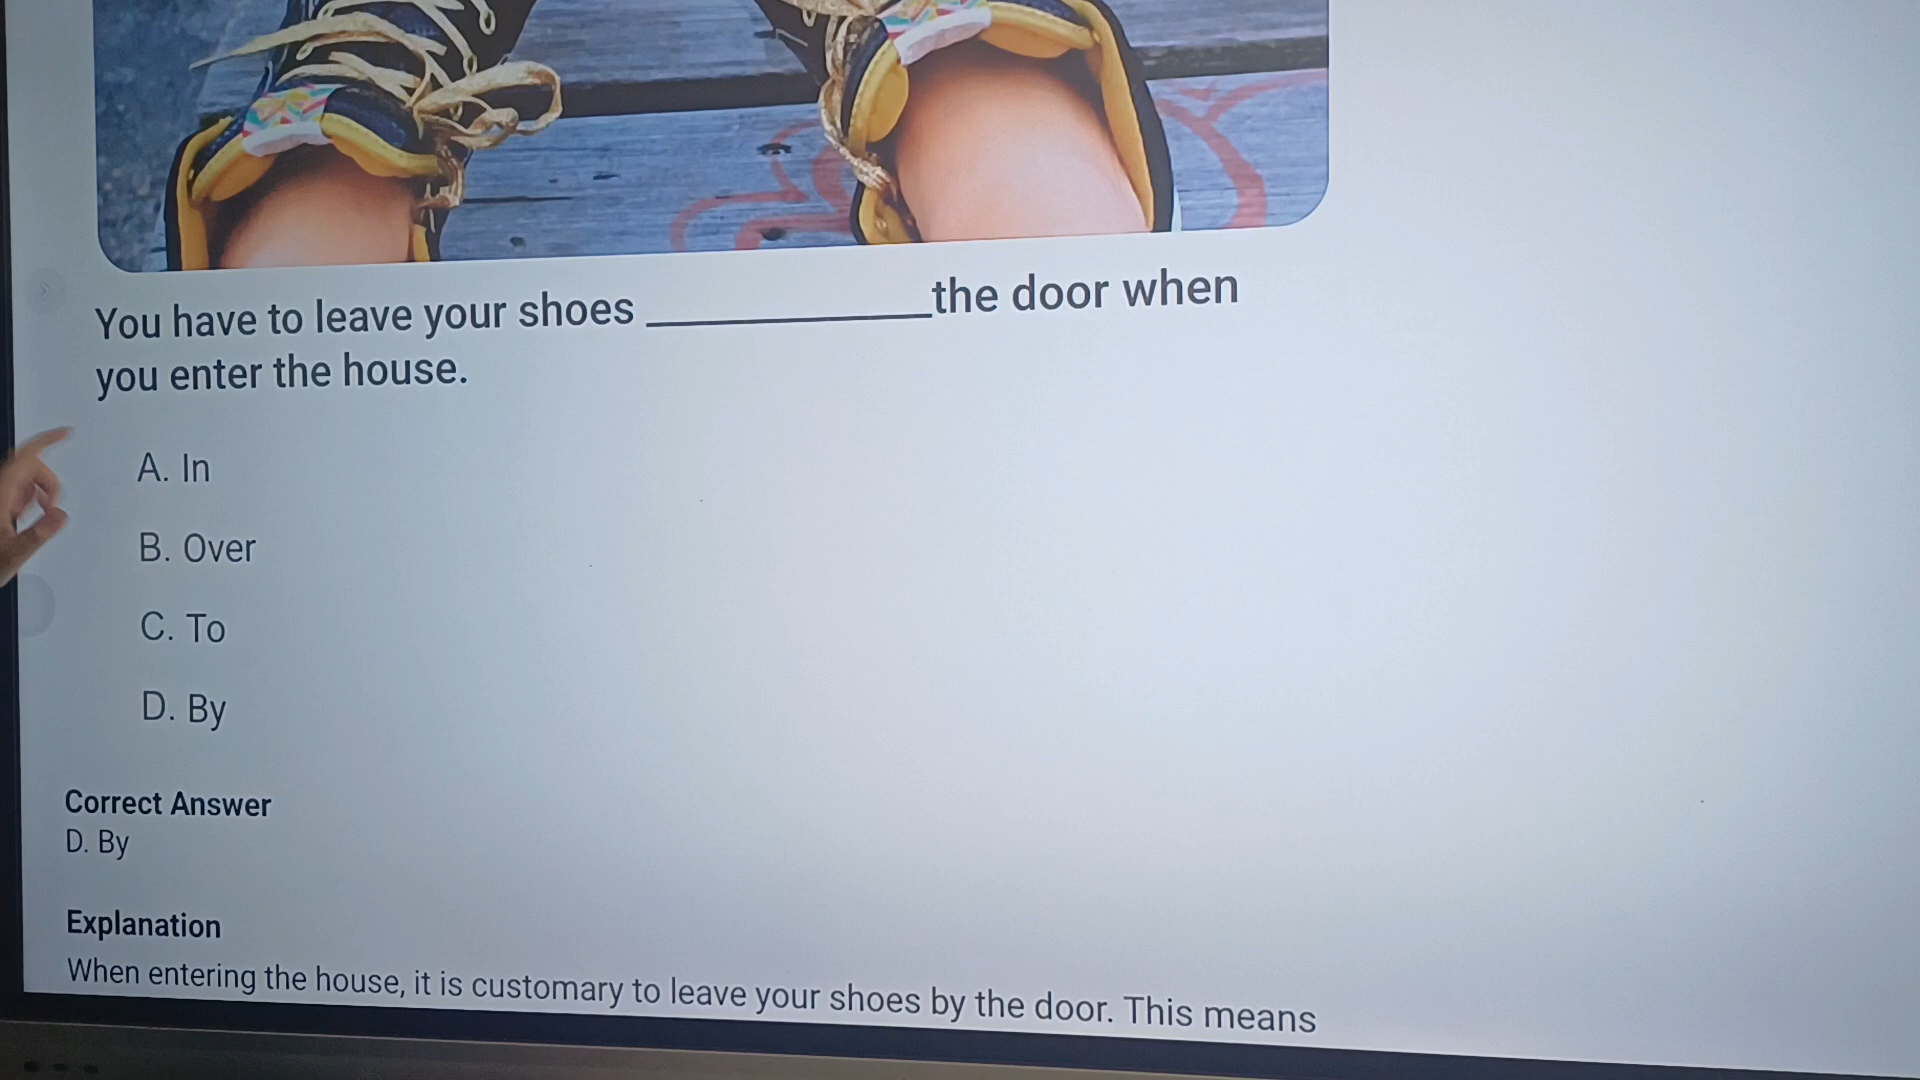 You have to leave your shoes ____________the door when
you enter the house.
A. In
B. Over
C. To
D. By
Correct Answer
D. By
Explanation
When entering the house, it is customary to leave your shoes by the door. This means